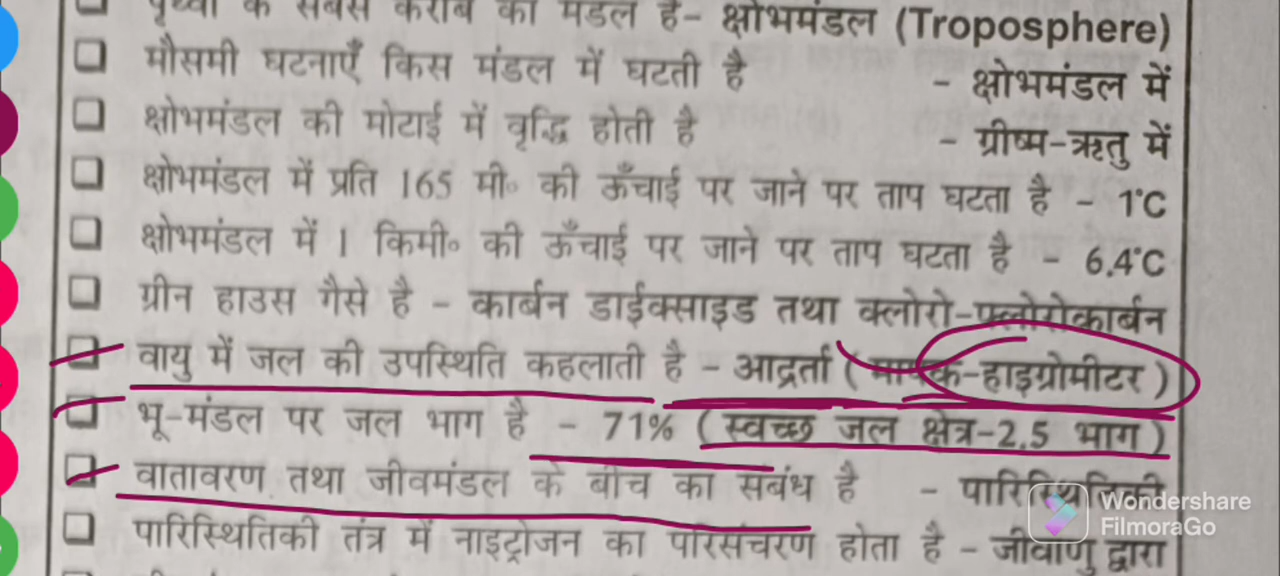 पृथ्वी के सबसे करीब का मंडल है- क्षोभमंडल (Troposphere)
मौसमी घटनाएँ किस मंडल में घटती है - क्षोभमंडल में
क्षोभमंडल की मोटाई में वृद्धि होती है - ग्रीष्म-ऋतु में
क्षोभमंडल में प्रति 165 मी॰ की ऊँचाई पर जाने पर ताप घटता है - 1°C
क्षोभमंडल में 1 किमी॰ की ऊँचाई पर जाने पर ताप घटता है - 6.4°C
ग्रीन हाउस गैसे है - कार्बन डाईक्साइड तथा क्लोरो-फ्लोरोकार्बन
वायु में जल की उपस्थिति कहलाती है - आद्रर्ता (मापक-हाइग्रोमीटर)
भू-मंडल पर जल भाग है - 71% (स्वच्छ जल क्षेत्र-2.5 भाग)
वातावरण तथा जीवमंडल के बीच का संबंध है - पारिस्थितिकी
पारिस्थितिकी तंत्र में नाइट्रोजन का परिसंचरण होता है - जीवाणु द्वारा
Wondershare
FilmoraGo